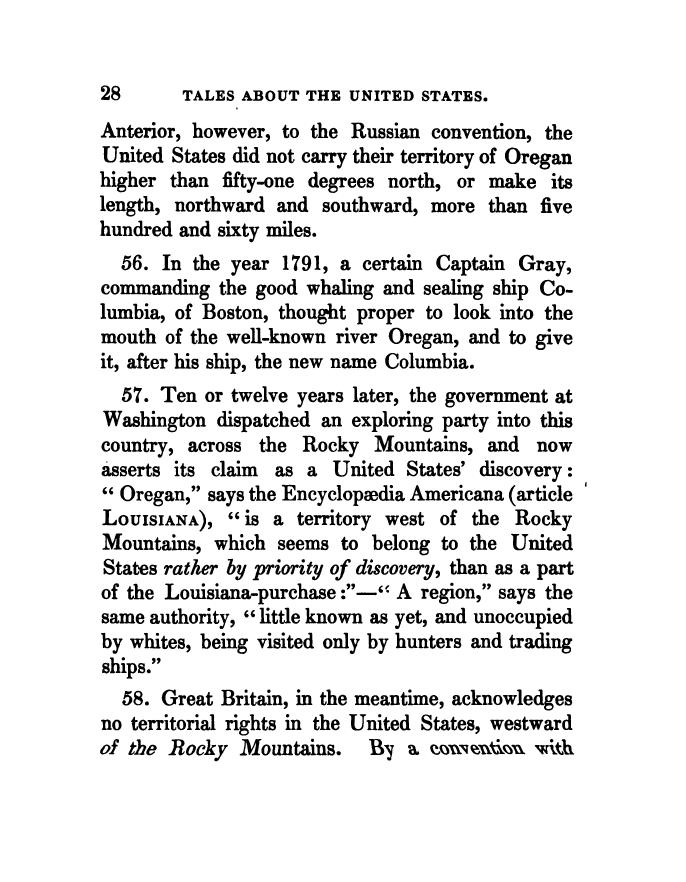 28 TALES ABOUT THE UNITED STATES.
Anterior, however, to the Russian convention, the
United States did not carry their territory of Oregan
higher than fifty-one degrees north, or make its
length, northward and southward, more than five
hundred and sixty miles.
56. In the year 1791, a certain Captain Gray,
commanding the good whaling and sealing ship Co-
lumbia, of Boston, thought proper to look into the
mouth of the well-known river Oregan, and to give
it, after his ship, the new name Columbia.
57. Ten or twelve years later, the government at
Washington dispatched an exploring party into this
country, across the Rocky Mountains, and now
asserts its claim as a United States' discovery:
“Oregan,” says the Encyclopædia Americana (article
LOUISIANA), “is a territory west of the Rocky
Mountains, which seems to belong to the United
States rather by priority of discovery, than as a part
of the Louisiana-purchase:”—“A region,” says the
same authority, “little known as yet, and unoccupied
by whites, being visited only by hunters and trading
ships.”
58. Great Britain, in the meantime, acknowledges
no territorial rights in the United States, westward
of the Rocky Mountains. By a convention with